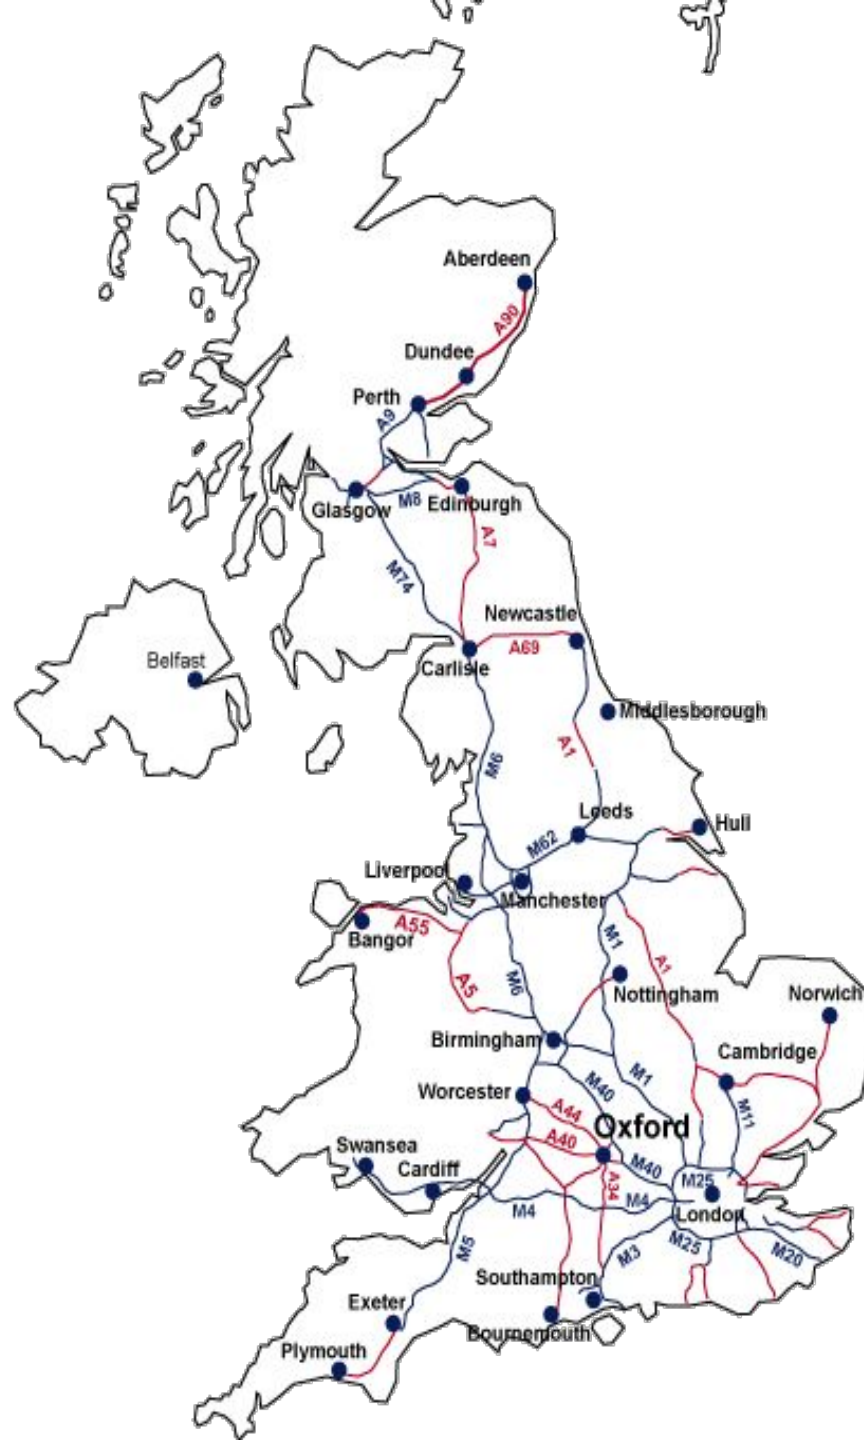 Aberdeen
A90
Dundee
Perth
A9
M8
Glasgow
Edinburgh
A7
M74
Newcastle
A69
Belfast
Carlisle
Middlesborough
A1
M6
Leeds
Hull
M62
Liverpool
Manchester
A55
Bangor
M1
A1
A5
M6
Nottingham
Norwich
Birmingham
Cambridge
M1
M40
Worcester
A44
M11
Oxford
A40
Swansea
Cardiff
M40
M25
A34
M4
M4
London
M5
M3
M25
M20
Southampton
Exeter
Bournemouth
Plymouth